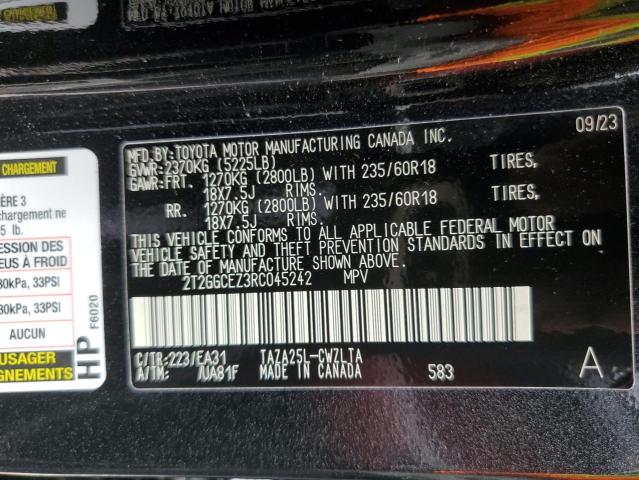 MFD.BY:TOYOTA MOTOR MANUFACTURING CANADA INC. 09/23
GVWR:2370KG (5225LB)
GAWR:FRT. 1270KG (2800LB) WITH 235/60R18 TIRES,
18X7.5J RIMS.
RR. 1270KG (2800LB) WITH 235/60R18 TIRES,
18X7.5J RIMS.
THIS VEHICLE CONFORMS TO ALL APPLICABLE FEDERAL MOTOR
VEHICLE SAFETY AND THEFT PREVENTION STANDARDS IN EFFECT ON
THE DATE OF MANUFACTURE SHOWN ABOVE.
2T2GGCEZ3RC045242 MPV
C/TR:223/EA31 TAZA25L-CWZLTA
A/TM: /UA81F MADE IN CANADA 583 A
CHARGEMENT
ÈRE 3
chargement ne
5 lb.
ESSION DES
EUS À FROID
80kPa, 33PSI
80kPa, 33PSI
AUCUN
USAGER
GNEMENTS
HP F6020